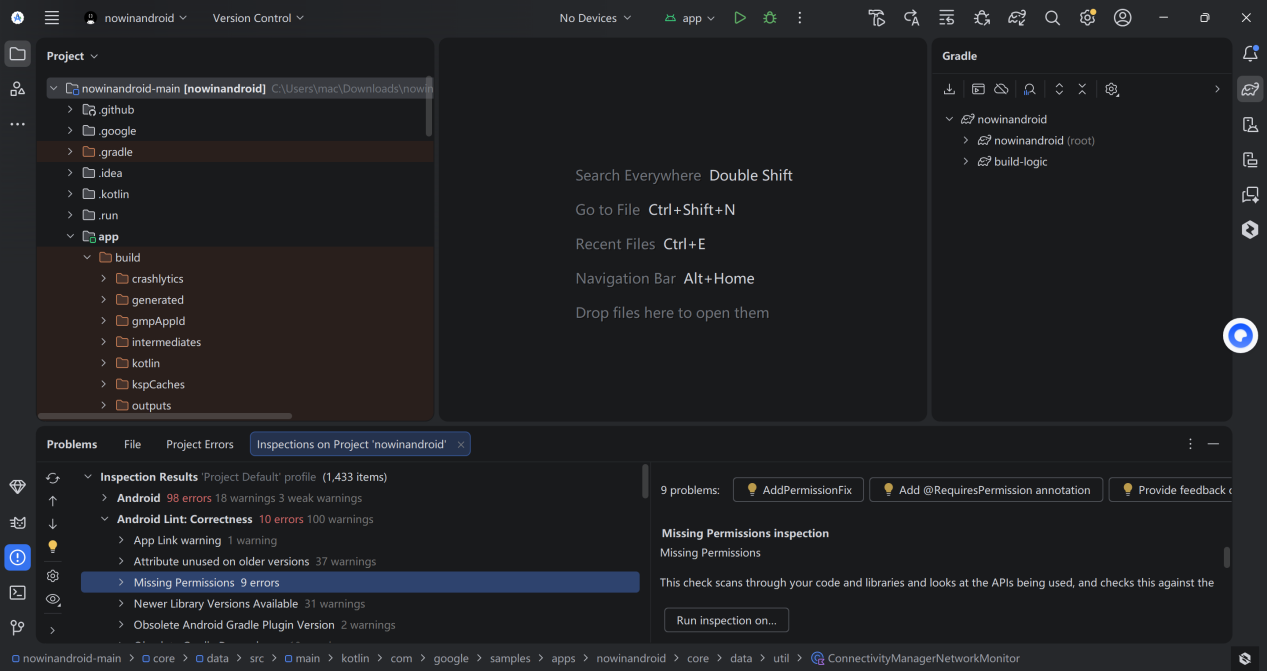 nowinandroid
Version Control
No Devices
app
Project
nowinandroid-main [nowinandroid] C:\Users\mac\Downloads\nowin
.github
.google
.gradle
.idea
.kotlin
.run
app
build
crashlytics
generated
gmpAppId
intermediates
kotlin
kspCaches
outputs
Search Everywhere Double Shift
Go to File Ctrl+Shift+N
Recent Files Ctrl+E
Navigation Bar Alt+Home
Drop files here to open them
Gradle
nowinandroid
nowinandroid (root)
build-logic
Problems File Project Errors Inspections on Project 'nowinandroid'
Inspection Results 'Project Default' profile (1,433 items)
Android 98 errors 18 warnings 3 weak warnings
Android Lint: Correctness 10 errors 100 warnings
App Link warning 1 warning
Attribute unused on older versions 37 warnings
Missing Permissions 9 errors
Newer Library Versions Available 31 warnings
Obsolete Android Gradle Plugin Version 2 warnings
9 problems: AddPermissionFix Add @RequiresPermission annotation Provide feedback
Missing Permissions inspection
Missing Permissions
This check scans through your code and libraries and looks at the APIs being used, and checks this against the
Run inspection on...
nowinandroid-main > core > data > src > main > kotlin > com > google > samples > apps > nowinandroid > core > data > util > ConnectivityManagerNetworkMonitor